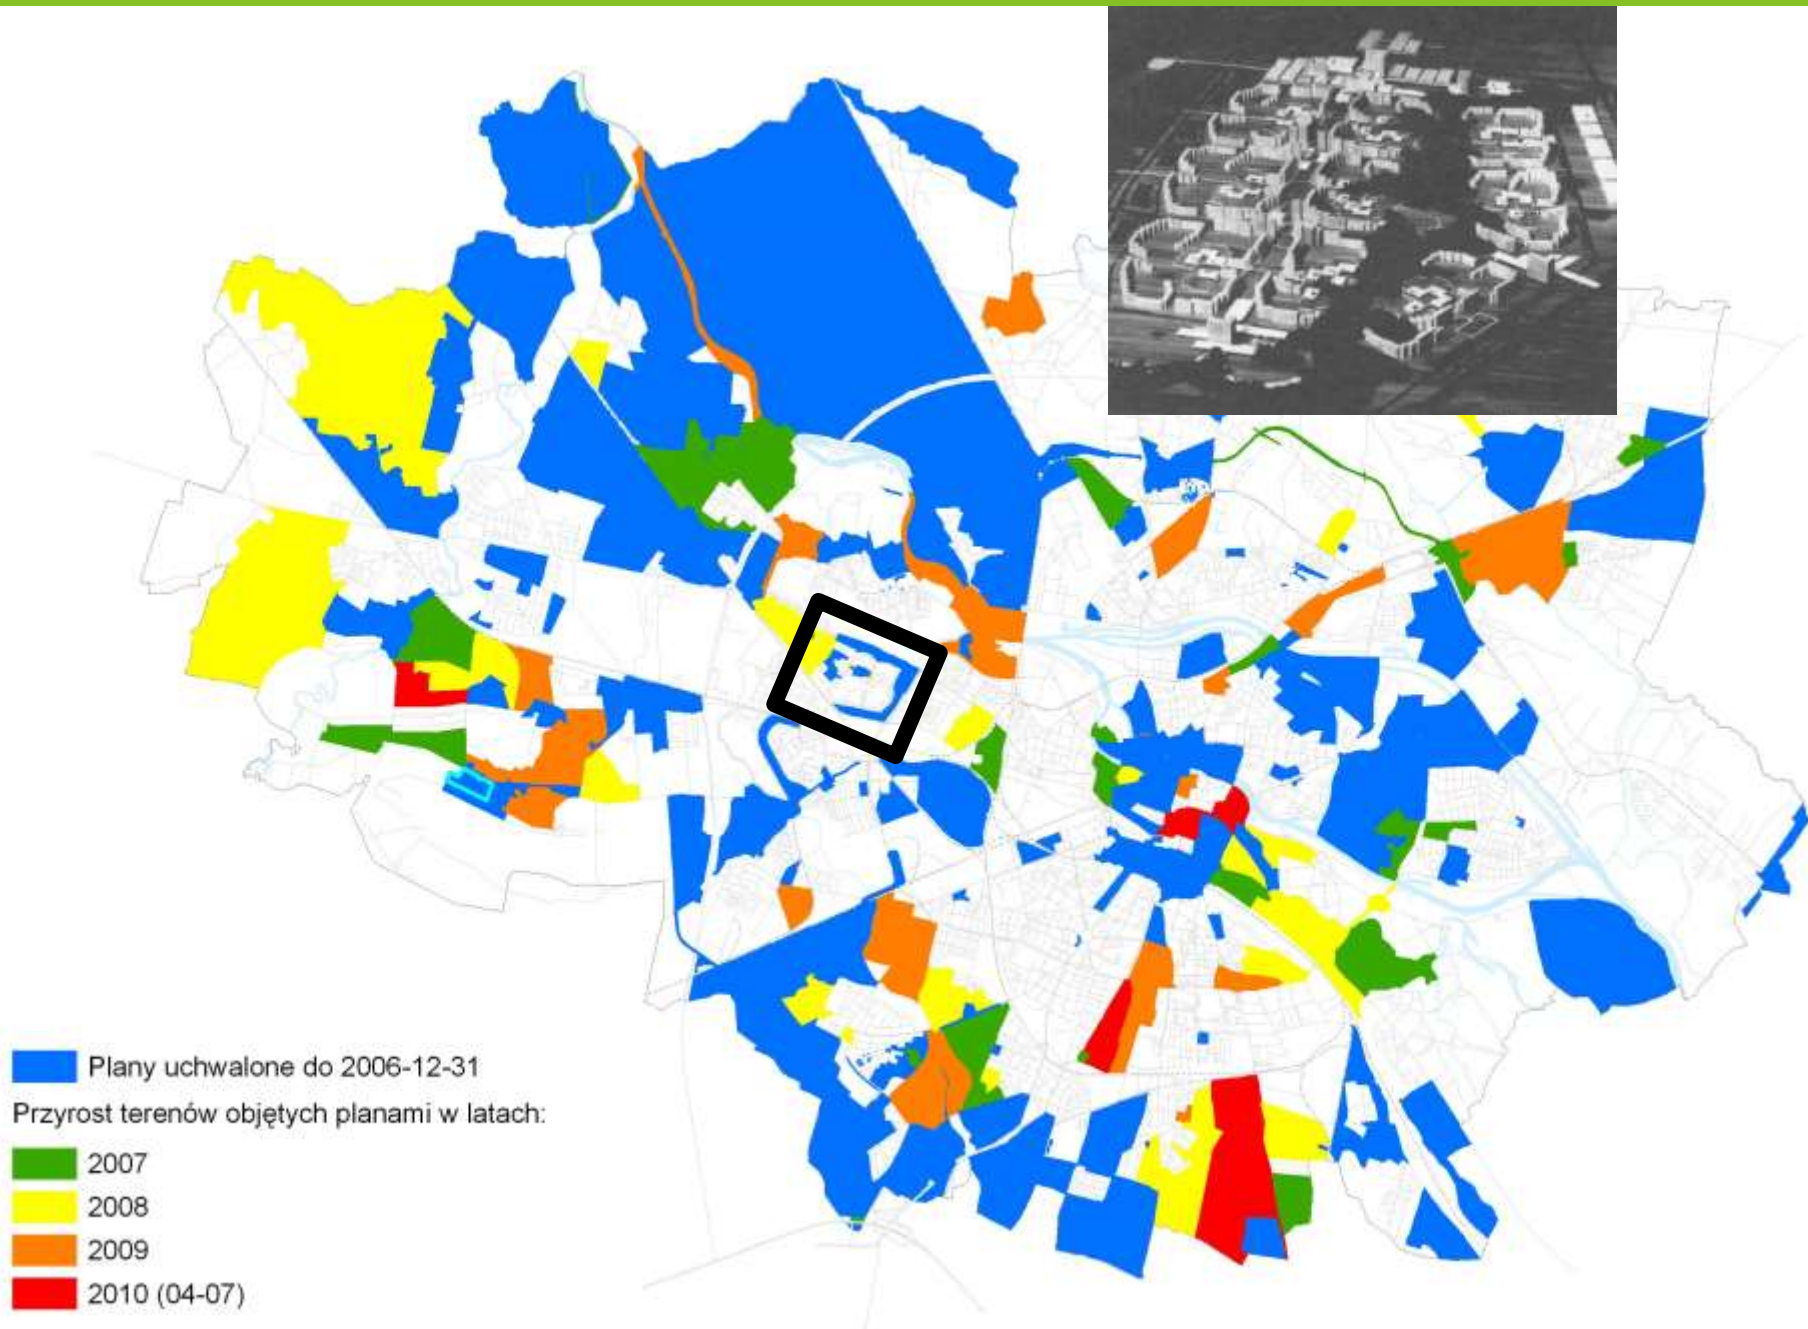 Plany uchwalone do 2006-12-31
Przyrost terenów objętych planami w latach:
2007
2008
2009
2010 (04-07)